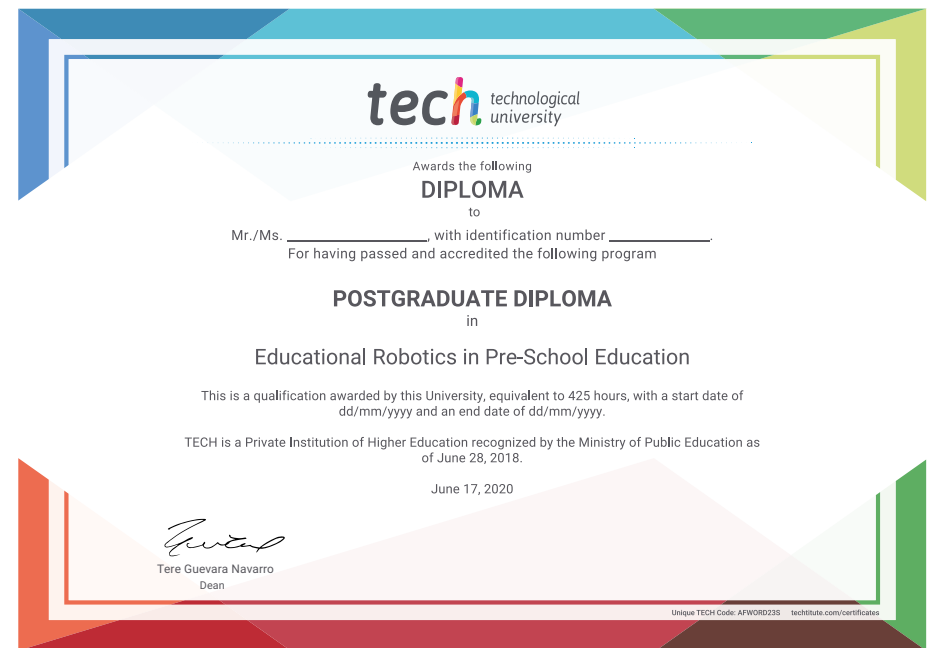 tech technological
university
Awards the following
DIPLOMA
to
Mr./Ms. ____________________, with identification number ______________.
For having passed and accredited the following program
POSTGRADUATE DIPLOMA
in
Educational Robotics in Pre-School Education
This is a qualification awarded by this University, equivalent to 425 hours, with a start date of
dd/mm/yyyy and an end date of dd/mm/yyyy.
TECH is a Private Institution of Higher Education recognized by the Ministry of Public Education as
of June 28, 2018.
June 17, 2020
Tere Guevara Navarro
Dean
Unique TECH Code: AFWORD23S techtitute.com/certificates